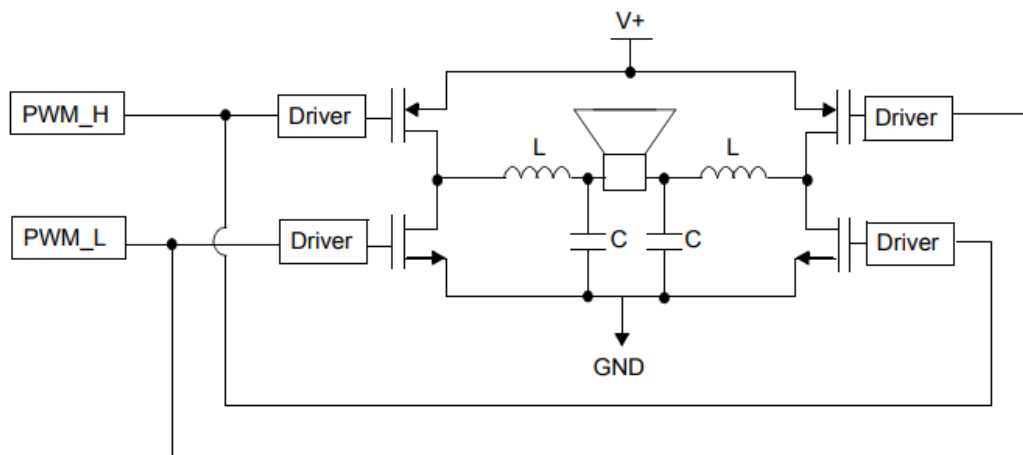 V+
PWM_H
Driver
Driver
L
L
PWM_L
Driver
C
C
Driver
GND